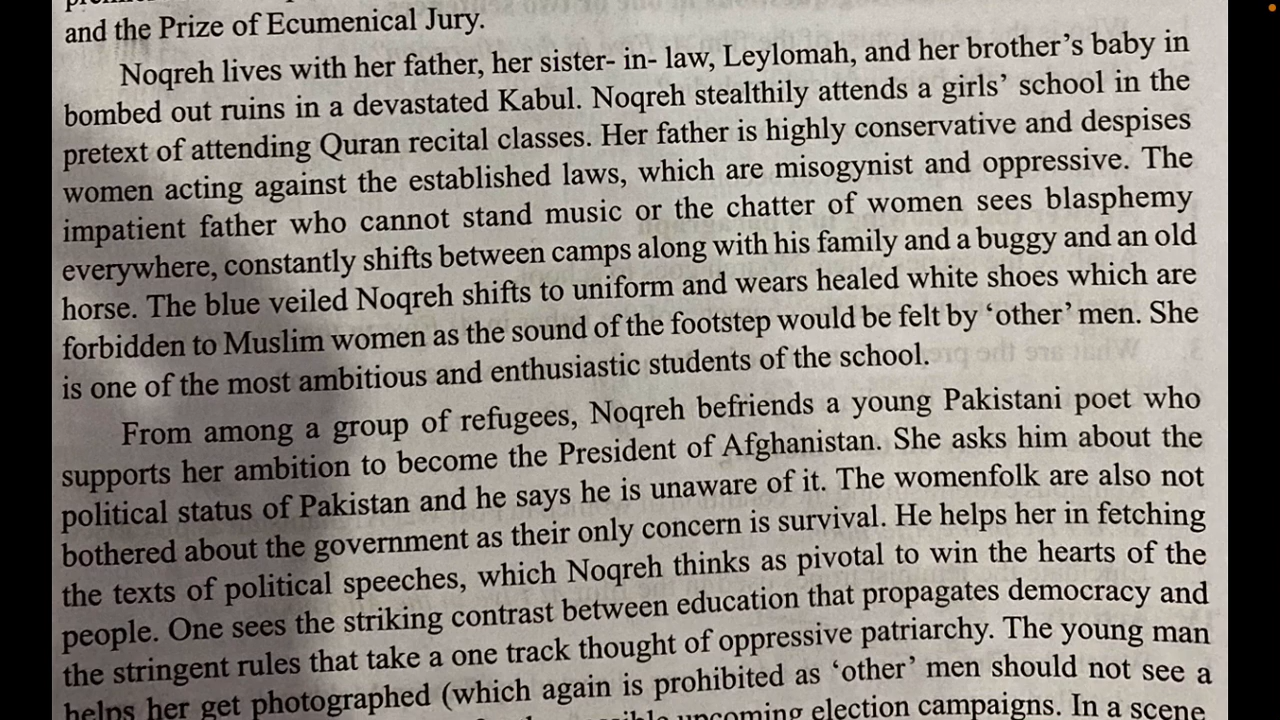 and the Prize of Ecumenical Jury.
Noqreh lives with her father, her sister- in- law, Leylomah, and her brother’s baby in
bombed out ruins in a devastated Kabul. Noqreh stealthily attends a girls’ school in the
pretext of attending Quran recital classes. Her father is highly conservative and despises
women acting against the established laws, which are misogynist and oppressive. The
impatient father who cannot stand music or the chatter of women sees blasphemy
everywhere, constantly shifts between camps along with his family and a buggy and an old
horse. The blue veiled Noqreh shifts to uniform and wears healed white shoes which are
forbidden to Muslim women as the sound of the footstep would be felt by ‘other’ men. She
is one of the most ambitious and enthusiastic students of the school.
From among a group of refugees, Noqreh befriends a young Pakistani poet who
supports her ambition to become the President of Afghanistan. She asks him about the
political status of Pakistan and he says he is unaware of it. The womenfolk are also not
bothered about the government as their only concern is survival. He helps her in fetching
the texts of political speeches, which Noqreh thinks as pivotal to win the hearts of the
people. One sees the striking contrast between education that propagates democracy and
the stringent rules that take a one track thought of oppressive patriarchy. The young man
helps her get photographed (which again is prohibited as ‘other’ men should not see a
upcoming election campaigns. In a scene